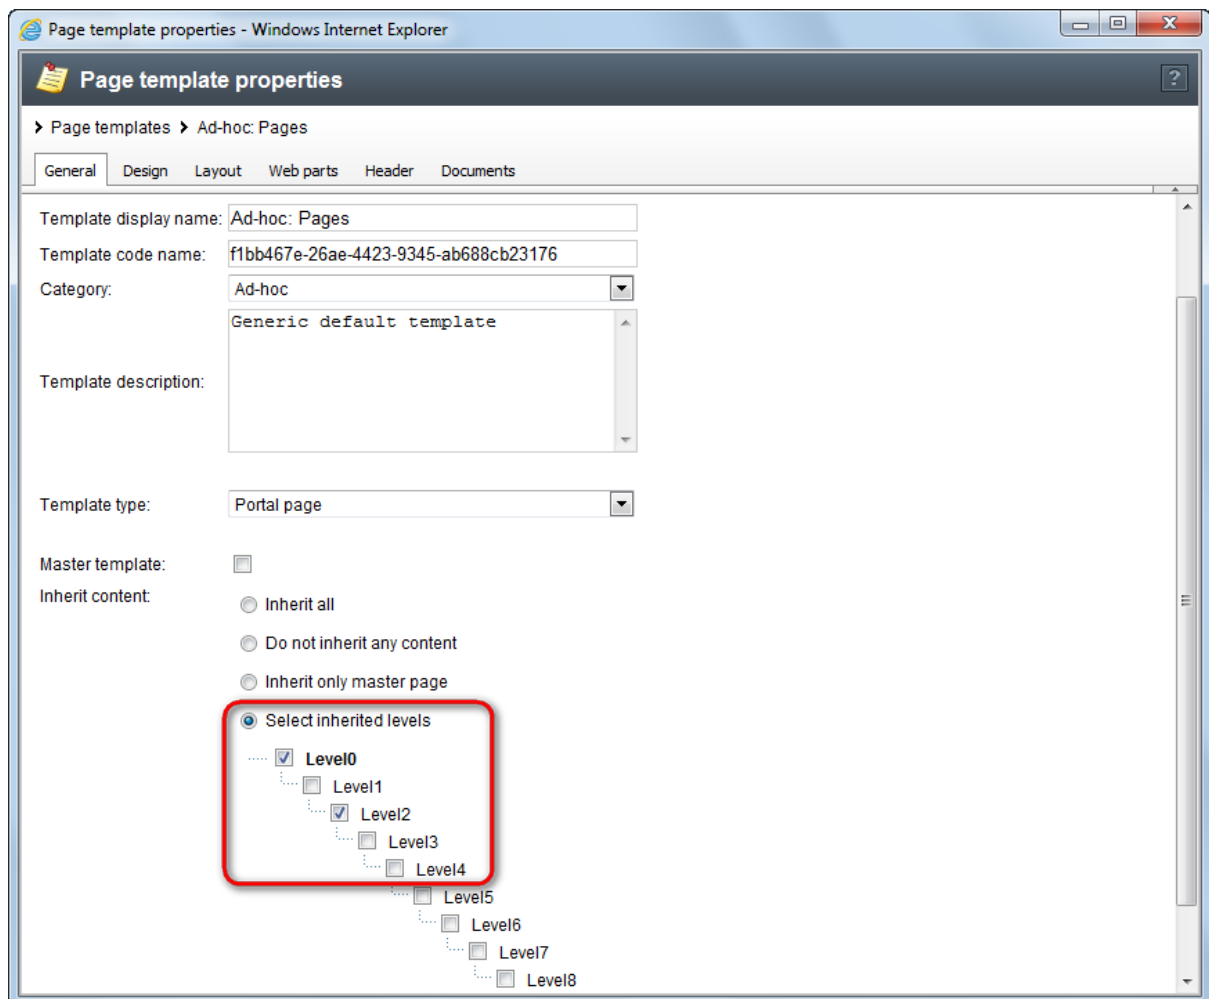 Page template properties - Windows Internet Explorer
Page template properties
?
Page templates Ad-hoc: Pages
General Design Layout Web parts Header Documents
Template display name: Ad-hoc: Pages
Template code name: f1bb467e-26ae-4423-9345-ab688cb23176
Category: Ad-hoc
Generic default template
Template description:
Template type: Portal page
Master template:
Inherit content:
Inherit all
Do not inherit any content
Inherit only master page
Select inherited levels
Level0
Level1
Level2
Level3
Level4
Level5
Level6
Level7
Level8